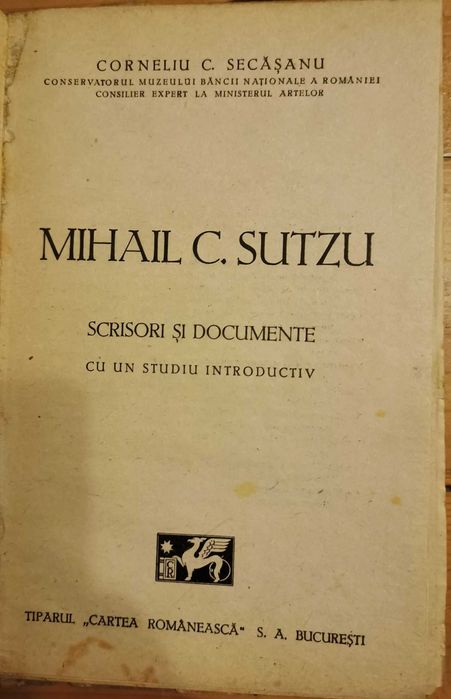 CORNELIU C. SECĂȘANU
CONSERVATORUL MUZEULUI BĂNCII NAȚIONALE A ROMÂNIEI
CONSILIER EXPERT LA MINISTERUL ARTELOR
MIHAIL C. SUTZU
SCRISORI ȘI DOCUMENTE
CU UN STUDIU INTRODUCTIV
CR
TIPARUL „CARTEA ROMÂNEASCĂ“ S. A. BUCUREȘTI